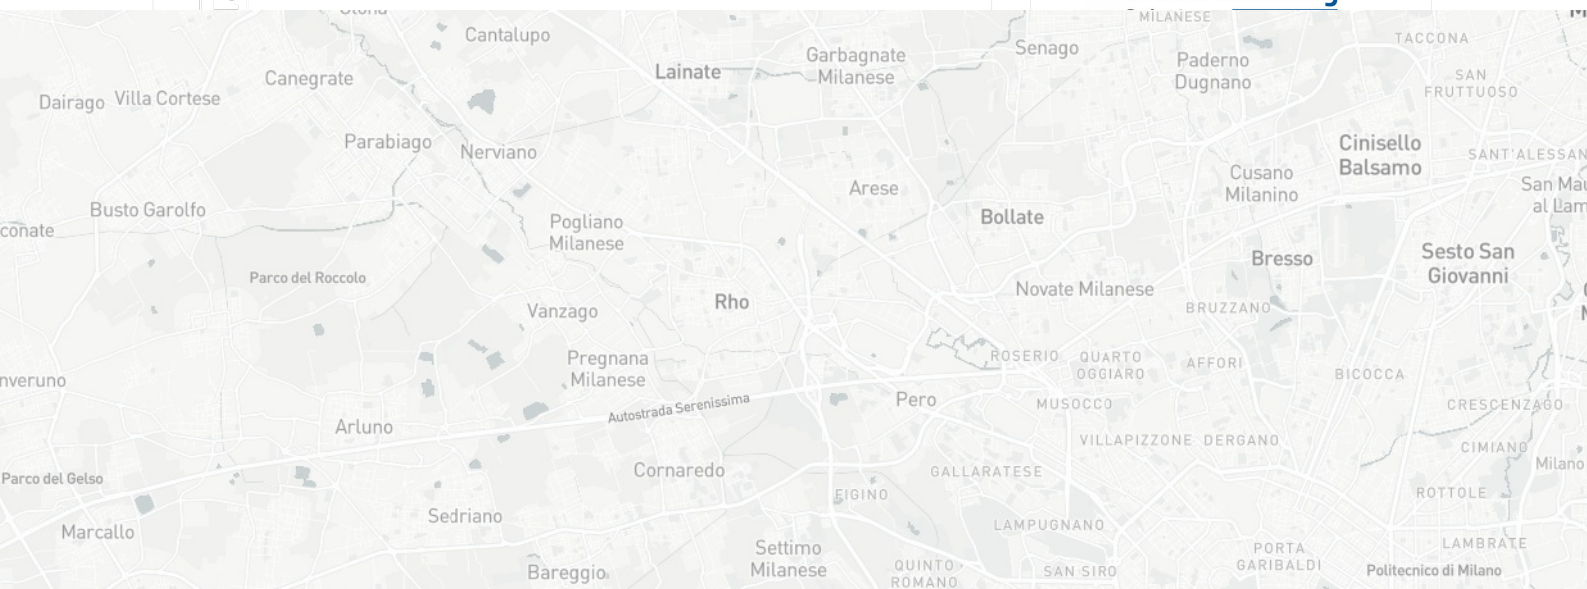 MILANESE
Cantalupo
Senago
TACCONA
Garbagnate
Milanese
Paderno
Dugnano
Lainate
Canegrate
SAN
FRUTTUOSO
Dairago
Villa Cortese
Parabiago
Nerviano
Cinisello
Balsamo
SANT'ALESSAN
Cusano
Milanino
Arese
San Mau
al Lam
Busto Garolfo
Bollate
conate
Pogliano
Milanese
Bresso
Sesto San
Giovanni
Parco del Roccolo
Novate Milanese
Rho
Vanzago
BRUZZANO
ROSERIO
QUARTO
OGGIARO
AFFORI
Pregnana
Milanese
BICOCCA
nveruno
Autostrada Serenissima
Pero
MUSOCCO
CRESCENZAGO
Arluno
VILLAPIZZONE
DERGANO
CIMIANO
Milano
Cornaredo
GALLARATESE
Parco del Gelso
FIGINO
ROTTOLE
Sedriano
LAMPUGNANO
Marcallo
LAMBRATE
Settimo
Milanese
PORTA
GARIBALDI
Bareggio
QUINTO
ROMANO
SAN SIRO
Politecnico di Milano